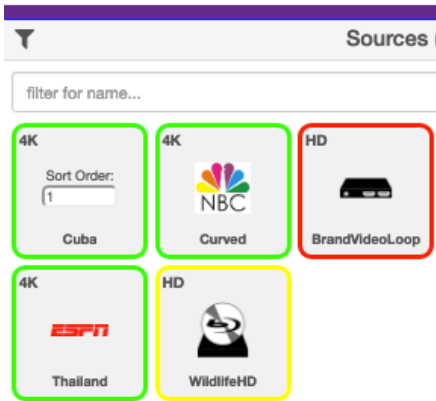 Sources
filter for name...
4K
Sort Order:
1
Cuba
4K
NBC
Curved
HD
BrandVideoLoop
4K
ESPN
Thailand
HD
WildlifeHD